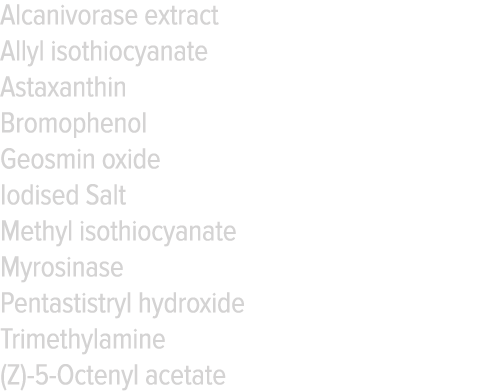 Alcanivorase extract
Allyl isothiocyanate
Astaxanthin
Bromophenol
Geosmin oxide
Iodised Salt
Methyl isothiocyanate
Myrosinase
Pentastistryl hydroxide
Trimethylamine
(Z)-5-Octenyl acetate